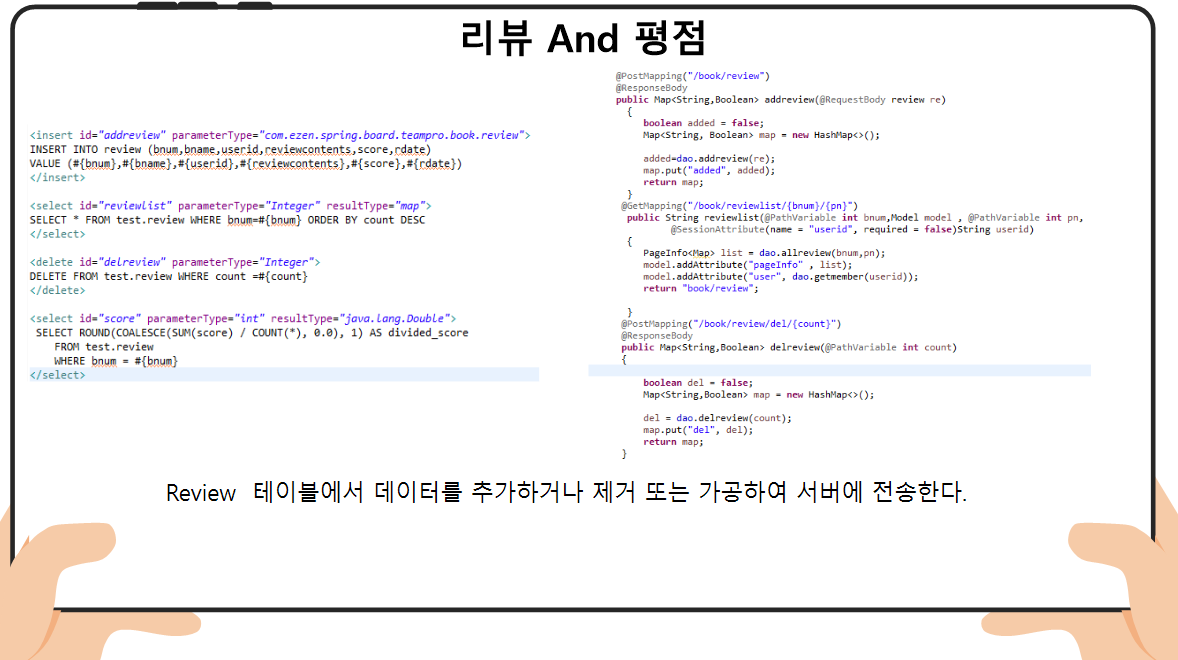 리뷰 And 평점
<insert id="addreview" parameterType="com.ezen.spring.board.teampro.book.review">
INSERT INTO review (bnum,bname,userid,reviewcontents,score,rdate)
VALUE (#{bnum},#{bname},#{userid},#{reviewcontents},#{score},#{rdate})
</insert>
<select id="reviewlist" parameterType="Integer" resultType="map">
SELECT * FROM test.review WHERE bnum=#{bnum} ORDER BY count DESC
</select>
<delete id="delreview" parameterType="Integer">
DELETE FROM test.review WHERE count =#{count}
</delete>
<select id="score" parameterType="int" resultType="java.lang.Double">
SELECT ROUND(COALESCE(SUM(score) / COUNT(*), 0.0), 1) AS divided_score
FROM test.review
WHERE bnum = #{bnum}
</select>
@PostMapping("/book/review")
@ResponseBody
public Map<String,Boolean> addreview(@RequestBody review re)
{
boolean added = false;
Map<String, Boolean> map = new HashMap<>();
added=dao.addreview(re);
map.put("added", added);
return map;
}
@GetMapping("/book/reviewlist/{bnum}/{pn}")
public String reviewlist(@PathVariable int bnum,Model model , @PathVariable int pn,
@SessionAttribute(name = "userid", required = false)String userid)
{
PageInfo<Map> list = dao.allreview(bnum,pn);
model.addAttribute("pageInfo" , list);
model.addAttribute("user", dao.getmember(userid));
return "book/review";
}
@PostMapping("/book/review/del/{count}")
@ResponseBody
public Map<String,Boolean> delreview(@PathVariable int count)
{
boolean del = false;
Map<String,Boolean> map = new HashMap<>();
del = dao.delreview(count);
map.put("del", del);
return map;
}
Review 테이블에서 데이터를 추가하거나 제거 또는 가공하여 서버에 전송한다.